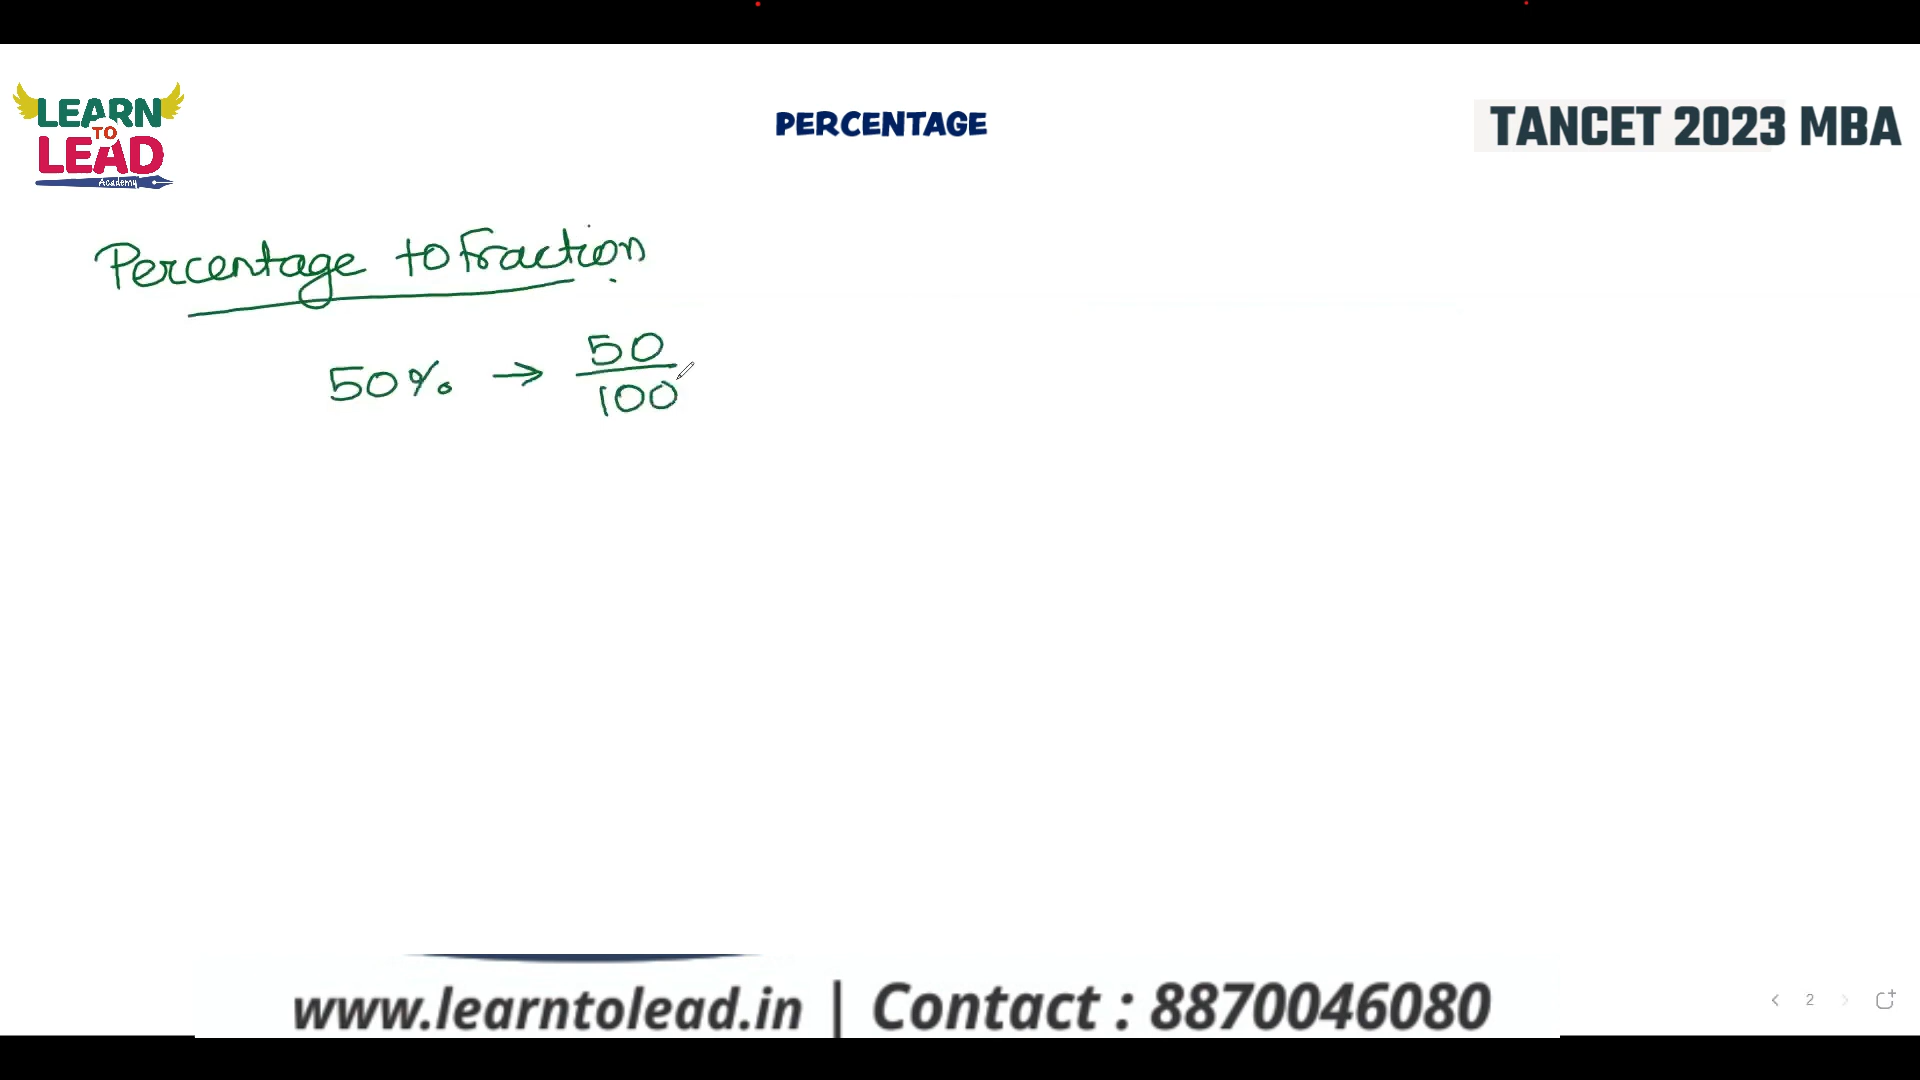 LEARN
TO
LEAD
Academy
PERCENTAGE
TANCET 2023 MBA
Percentage to Fraction
50% → 50/100
www.learntolead.in | Contact : 8870046080
2